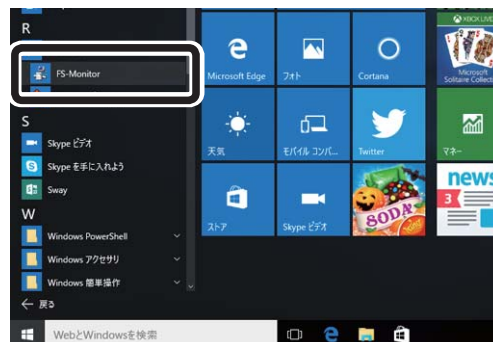 R
FS-Monitor
S
Skype ビデオ
Skype を手に入れよう
Sway
W
Windows PowerShell
Windows アクセサリ
Windows 簡単操作
戻る
WebとWindowsを検索
Microsoft Edge
フォト
Cortana
XBOX LIVE
Microsoft
Solitaire Collecti
天気
モバイル コンパ...
Twitter
マネー
ストア
Skype ビデオ
SODA
news
3